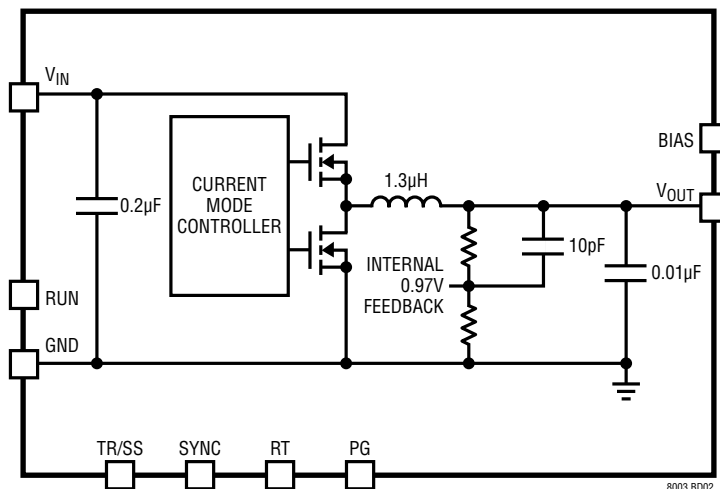 VIN
BIAS
CURRENT
MODE
CONTROLLER
1.3µH
VOUT
0.2µF
10pF
INTERNAL
0.97V
FEEDBACK
0.01µF
RUN
GND
TR/SS
SYNC
RT
PG
8003 BD02